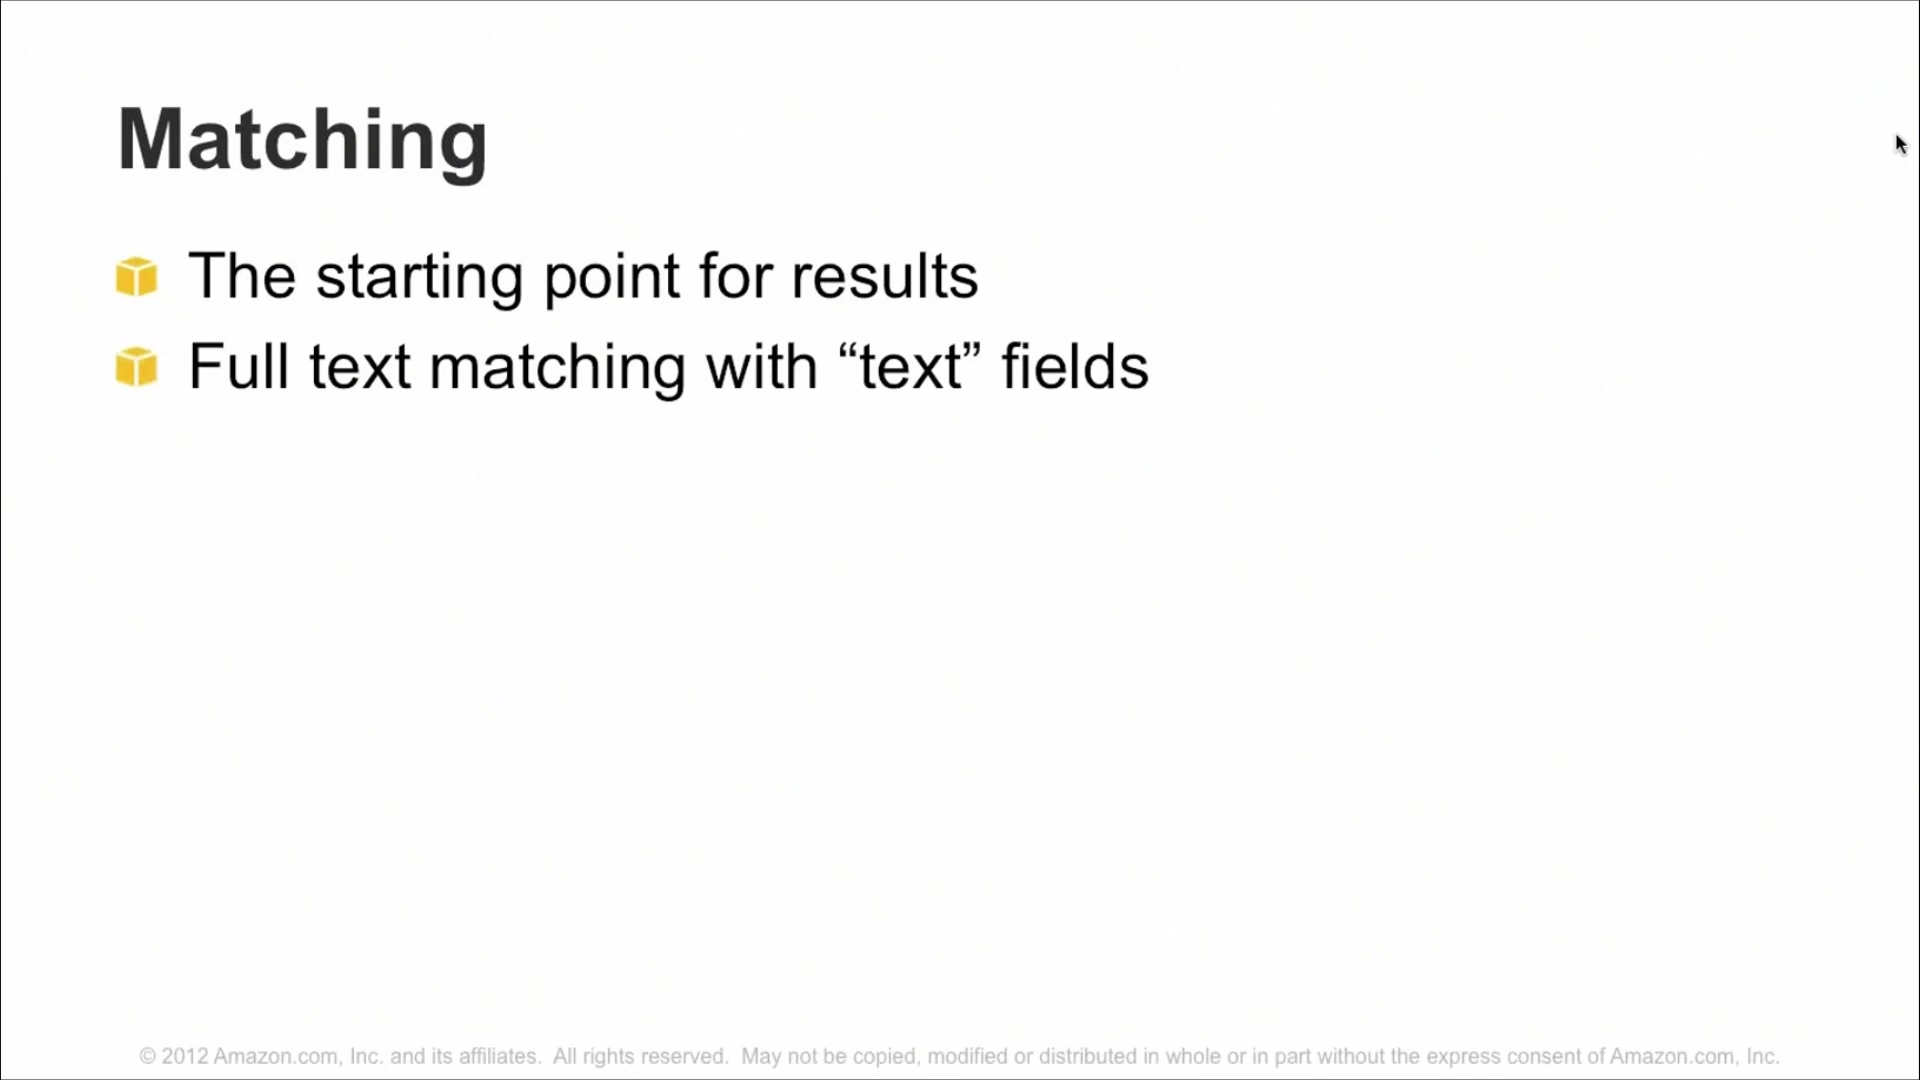 Matching
The starting point for results
Full text matching with “text” fields
© 2012 Amazon.com, Inc. and its affiliates.  All rights reserved.  May not be copied, modified or distributed in whole or in part without the express consent of Amazon.com, Inc.